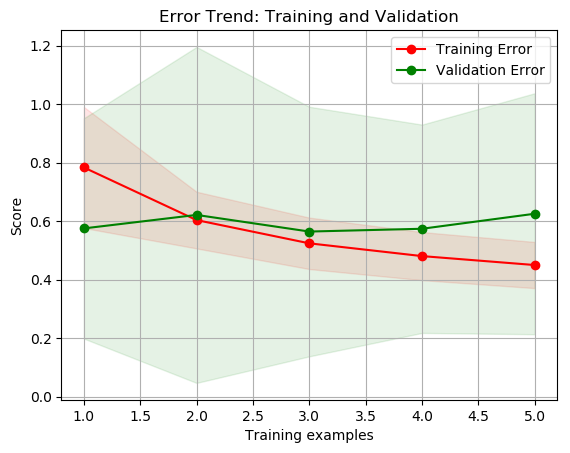 Error Trend: Training and Validation
Training Error
Validation Error
Score
1.2
1.0
0.8
0.6
0.4
0.2
0.0
1.0 1.5 2.0 2.5 3.0 3.5 4.0 4.5 5.0
Training examples